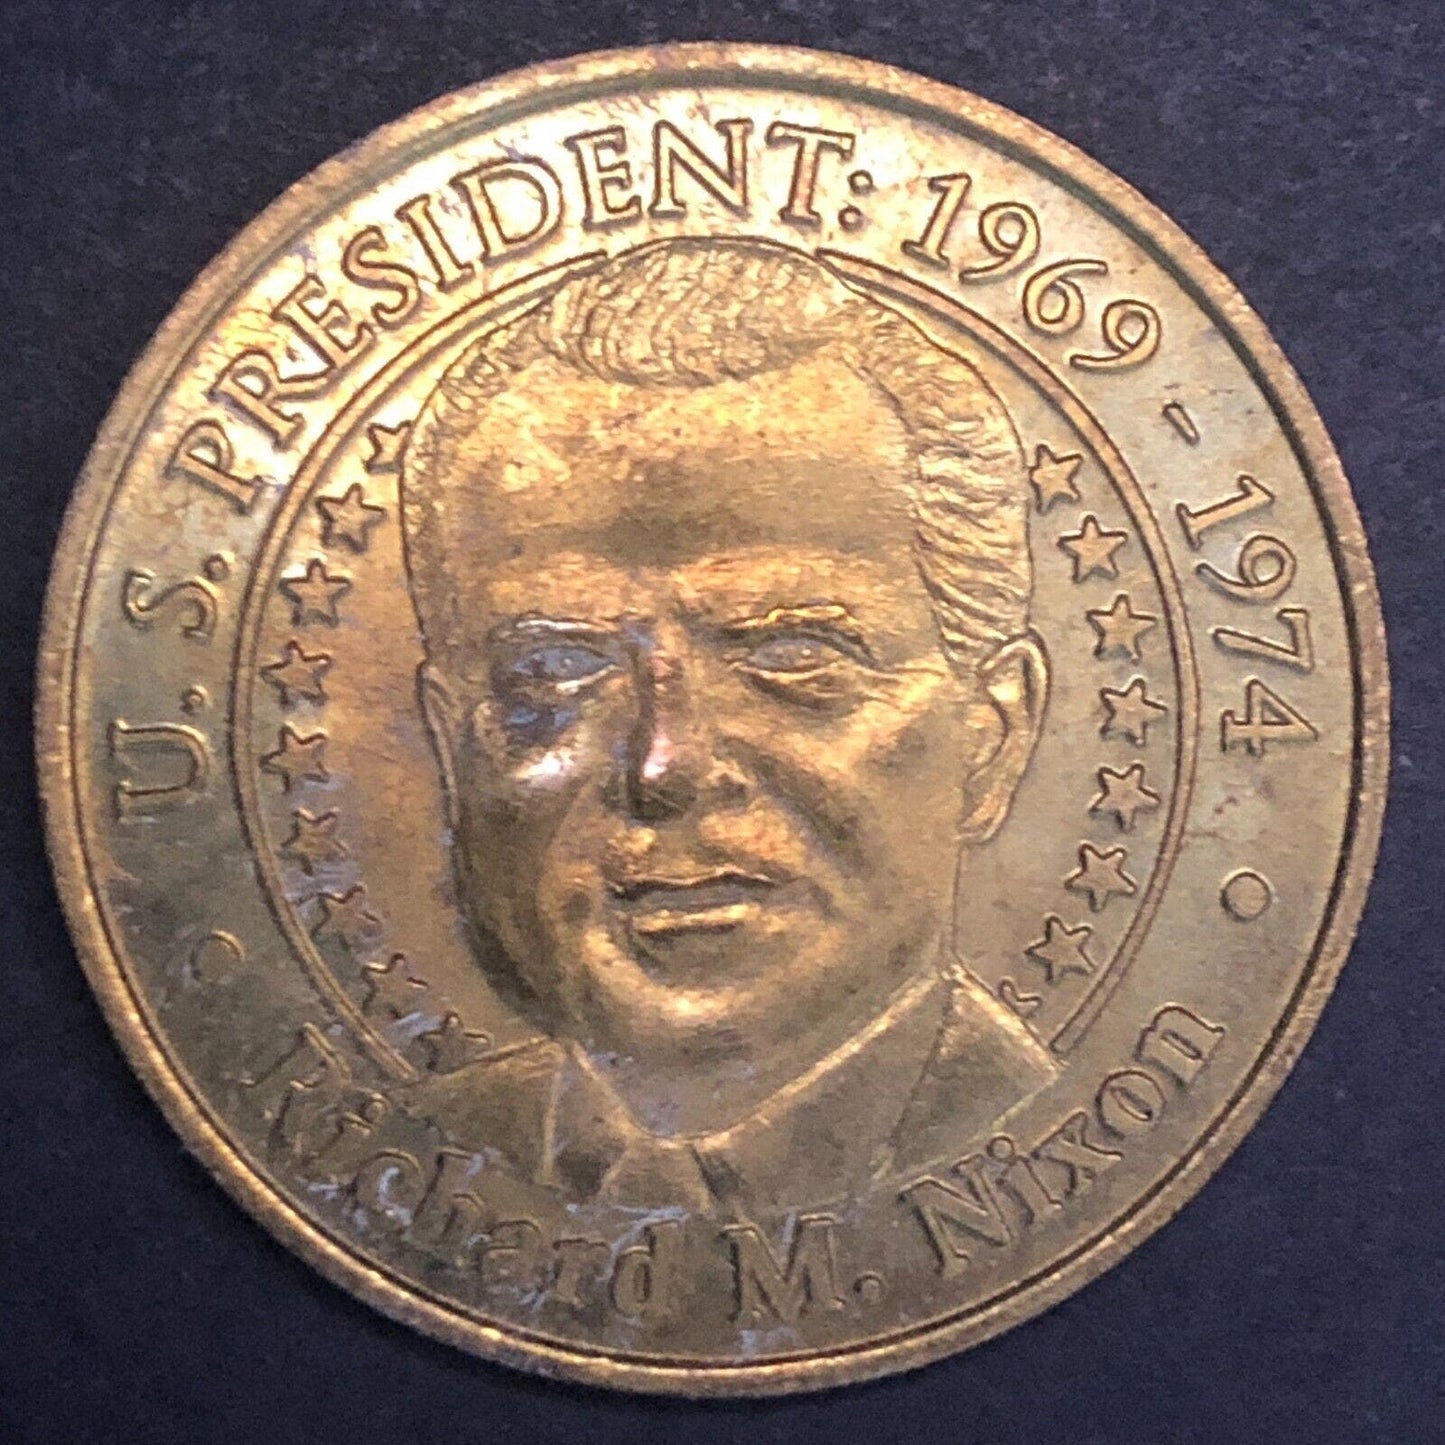 U. S. PRESIDENT: 1969 - 1974
Richard M. Nixon